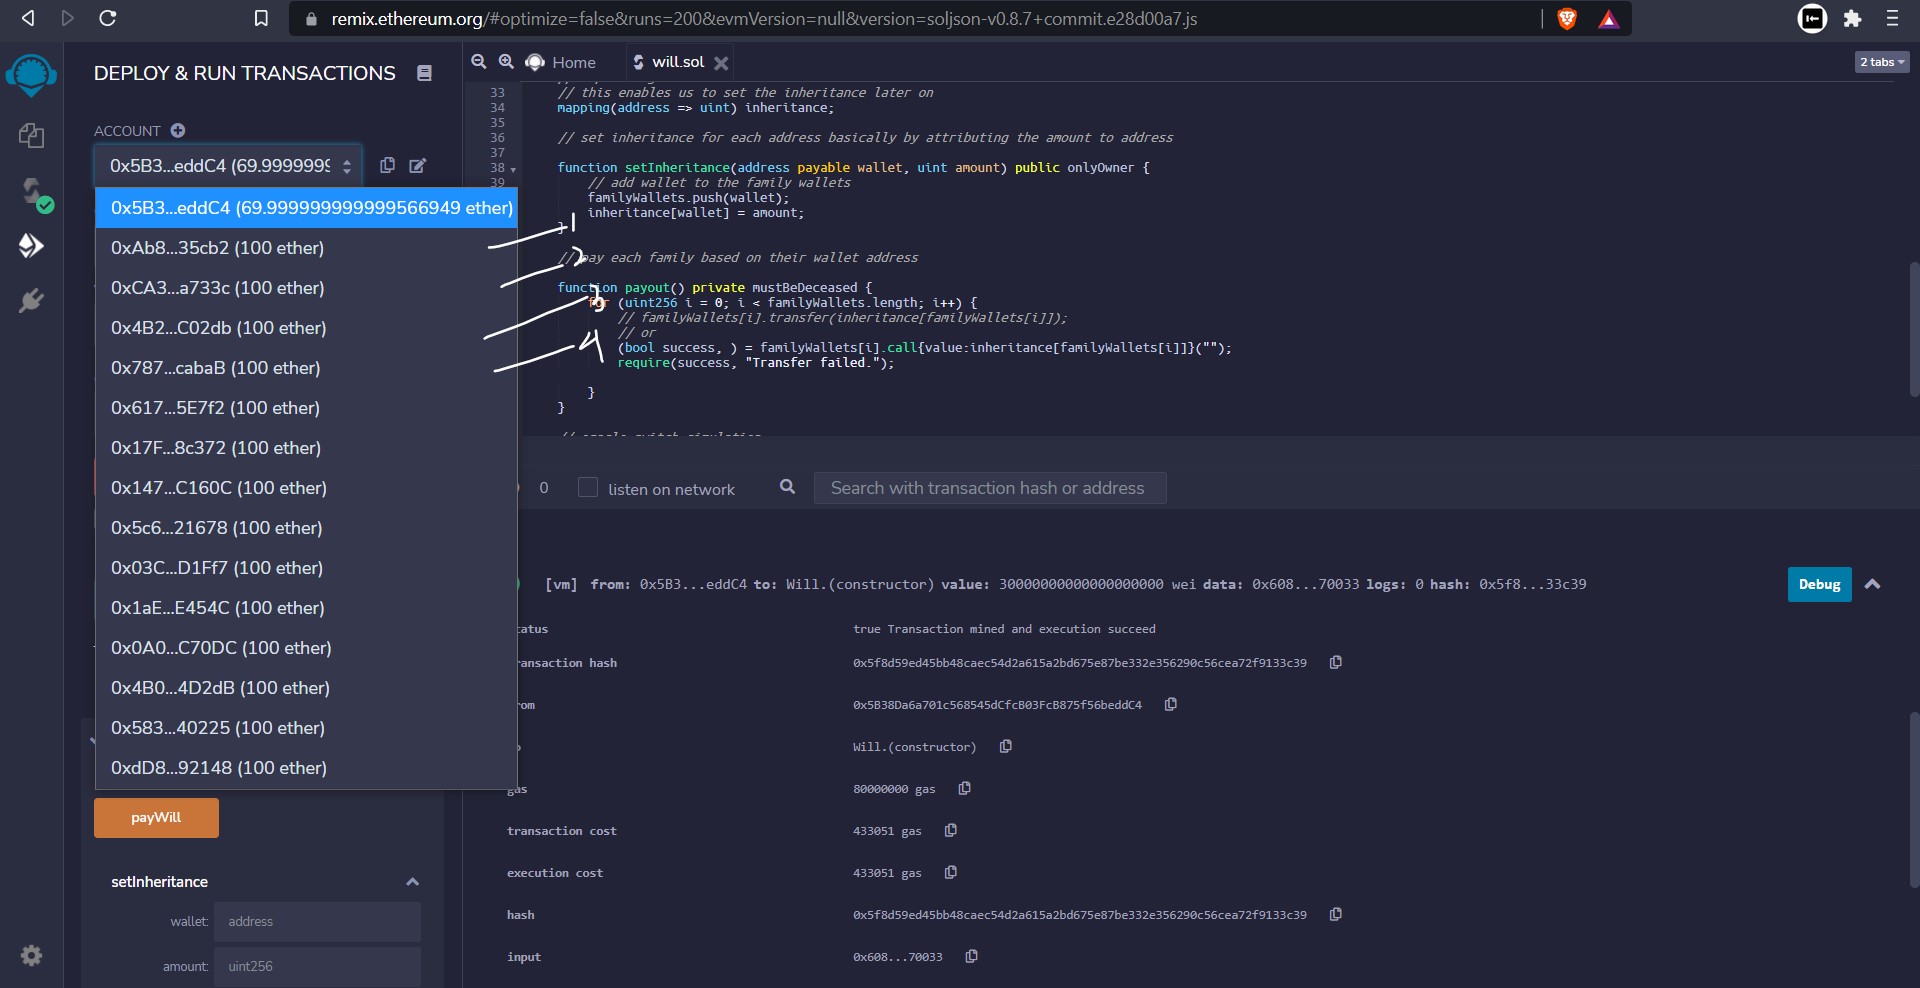 remix.ethereum.org/#optimize=false&runs=200&evmVersion=null&version=soljson-v0.8.7+commit.e28d00a7.js
DEPLOY & RUN TRANSACTIONS
ACCOUNT
0x5B3...eddC4 (69.9999999
0x5B3...eddC4 (69.999999999999566949 ether)
0xAb8...35cb2 (100 ether)
0xCA3...a733c (100 ether)
0x4B2...C02db (100 ether)
0x787...cabaB (100 ether)
0x617...5E7f2 (100 ether)
0x17F...8c372 (100 ether)
0x147...C160C (100 ether)
0x5c6...21678 (100 ether)
0x03C...D1Ff7 (100 ether)
0x1aE...E454C (100 ether)
0x0A0...C70DC (100 ether)
0x4B0...4D2dB (100 ether)
0x583...40225 (100 ether)
0xdD8...92148 (100 ether)
payWill
setInheritance
wallet: address
amount: uint256
Home
will.sol
2 tabs
33 // this enables us to set the inheritance later on
34 mapping(address => uint) inheritance;
35
36 // set inheritance for each address basically by attributing the amount to address
37
38 function setInheritance(address payable wallet, uint amount) public onlyOwner {
39 // add wallet to the family wallets
familyWallets.push(wallet);
inheritance[wallet] = amount;
}
1
// pay each family based on their wallet address
2
function payout() private mustBeDeceased {
3
for (uint256 i = 0; i < familyWallets.length; i++) {
// familyWallets[i].transfer(inheritance[familyWallets[i]]);
// or
4
(bool success, ) = familyWallets[i].call{value:inheritance[familyWallets[i]]}("");
require(success, "Transfer failed.");
}
}
0
listen on network
Search with transaction hash or address
[vm] from: 0x5B3...eddC4 to: Will.(constructor) value: 30000000000000000000 wei data: 0x608...70033 logs: 0 hash: 0x5f8...33c39
Debug
tatus true Transaction mined and execution succeed
ransaction hash 0x5f8d59ed45bb48caec54d2a615a2bd675e87be332e356290c56cea72f9133c39
rom 0x5B38Da6a701c568545dCfcB03FcB875f56beddC4
o Will.(constructor)
gas 80000000 gas
transaction cost 433051 gas
execution cost 433051 gas
hash 0x5f8d59ed45bb48caec54d2a615a2bd675e87be332e356290c56cea72f9133c39
input 0x608...70033